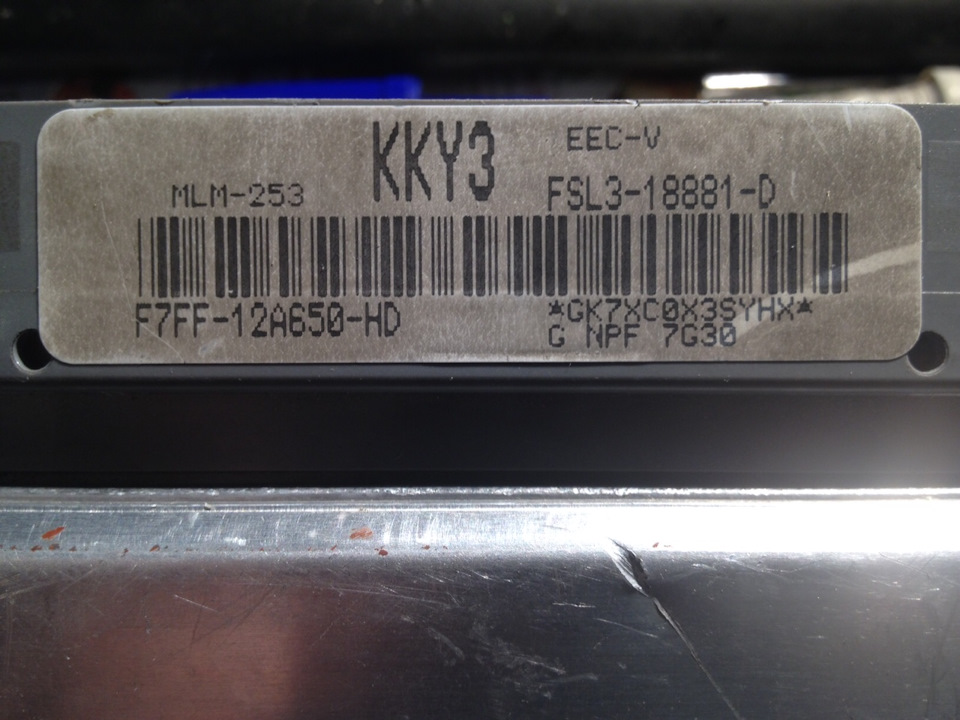 KKY3
EEC-V
MLM-253
FSL3-18881-D
F7FF-12A650-HD
*GK7XC0X3SYHX*
G NPF 7G30